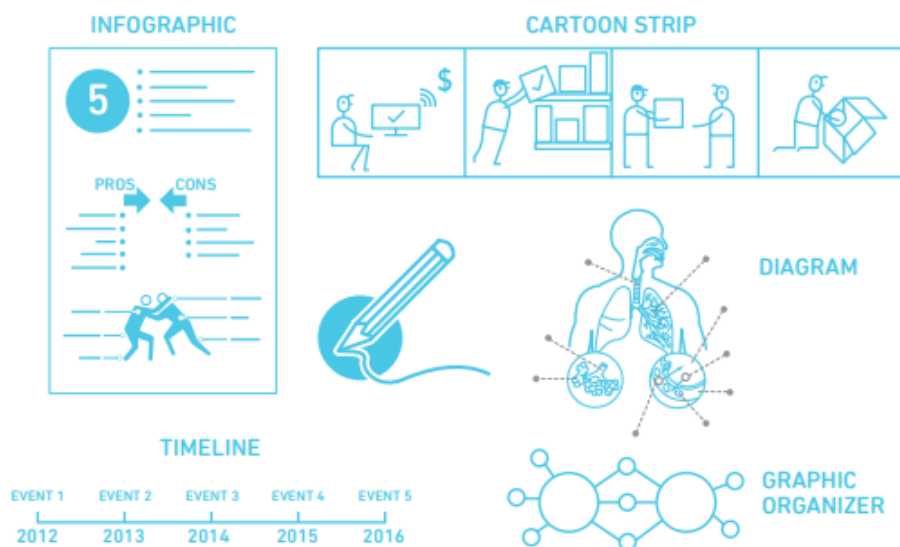 INFOGRAPHIC
5
PROS
CONS
CARTOON STRIP
$
DIAGRAM
TIMELINE
EVENT 1 EVENT 2 EVENT 3 EVENT 4 EVENT 5
2012 2013 2014 2015 2016
GRAPHIC
ORGANIZER